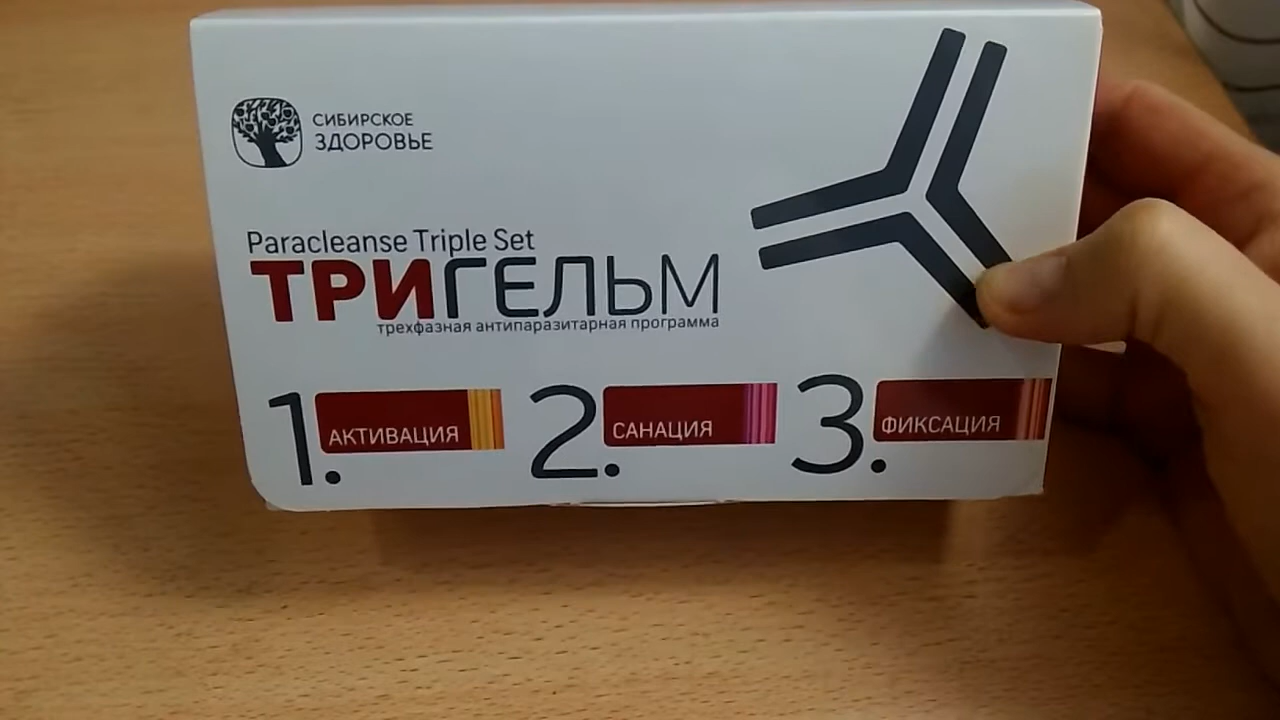 СИБИРСКОЕ
ЗДОРОВЬЕ
Paracleanse Triple Set
ТРИГЕЛЬМ
трехфазная антипаразитарная программа
1. АКТИВАЦИЯ 2. САНАЦИЯ 3. ФИКСАЦИЯ